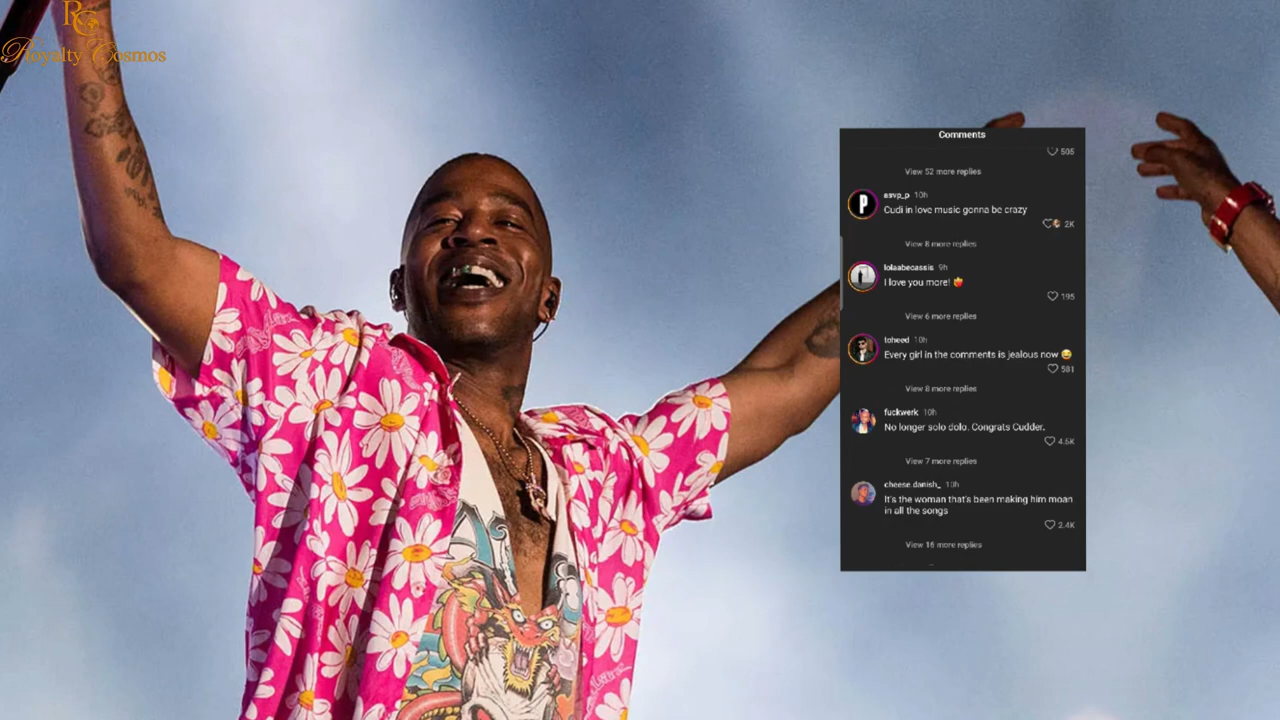 RC
Royalty Cosmos
Comments
505
View 52 more replies
asvp_p 10h
Cudi in love music gonna be crazy
2K
View 8 more replies
lolaabecassis 9h
I love you more! ❤️‍🔥
195
View 6 more replies
toheed 10h
Every girl in the comments is jealous now 😅
581
View 8 more replies
fuckwerk 10h
No longer solo dolo. Congrats Cudder.
4.5K
View 7 more replies
cheese.danish_ 10h
It's the woman that's been making him moan
in all the songs
2.4K
View 16 more replies